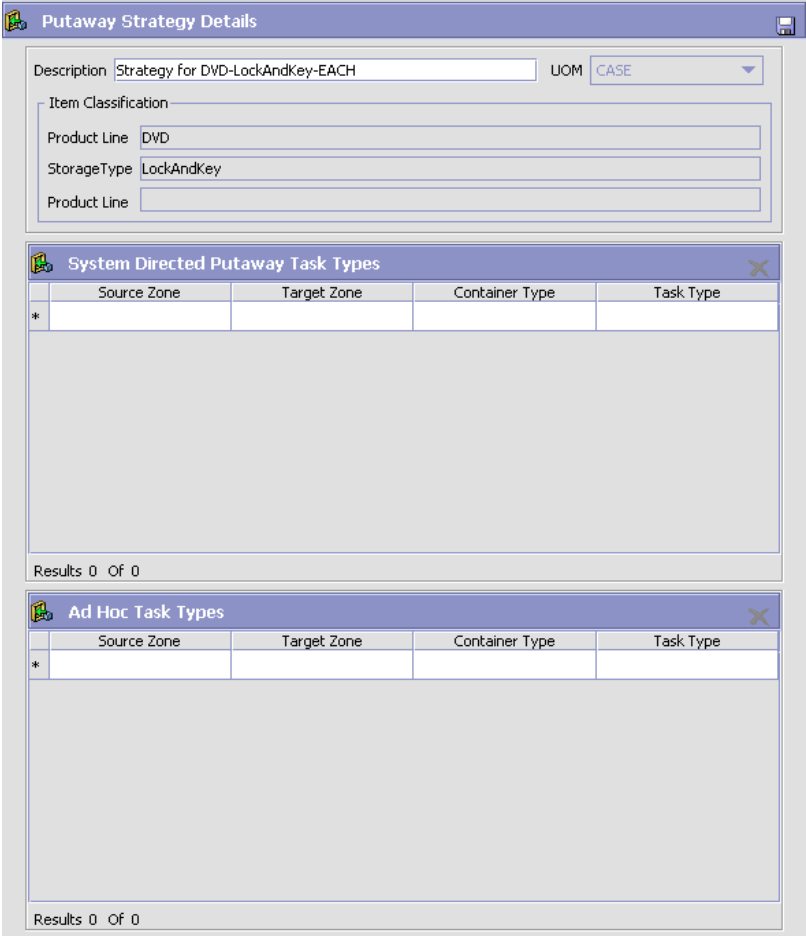 Putaway Strategy Details
Description Strategy for DVD-LockAndKey-EACH UOM CASE
Item Classification
Product Line DVD
StorageType LockAndKey
Product Line
System Directed Putaway Task Types
Source Zone Target Zone Container Type Task Type
*
Results 0 Of 0
Ad Hoc Task Types
Source Zone Target Zone Container Type Task Type
*
Results 0 Of 0